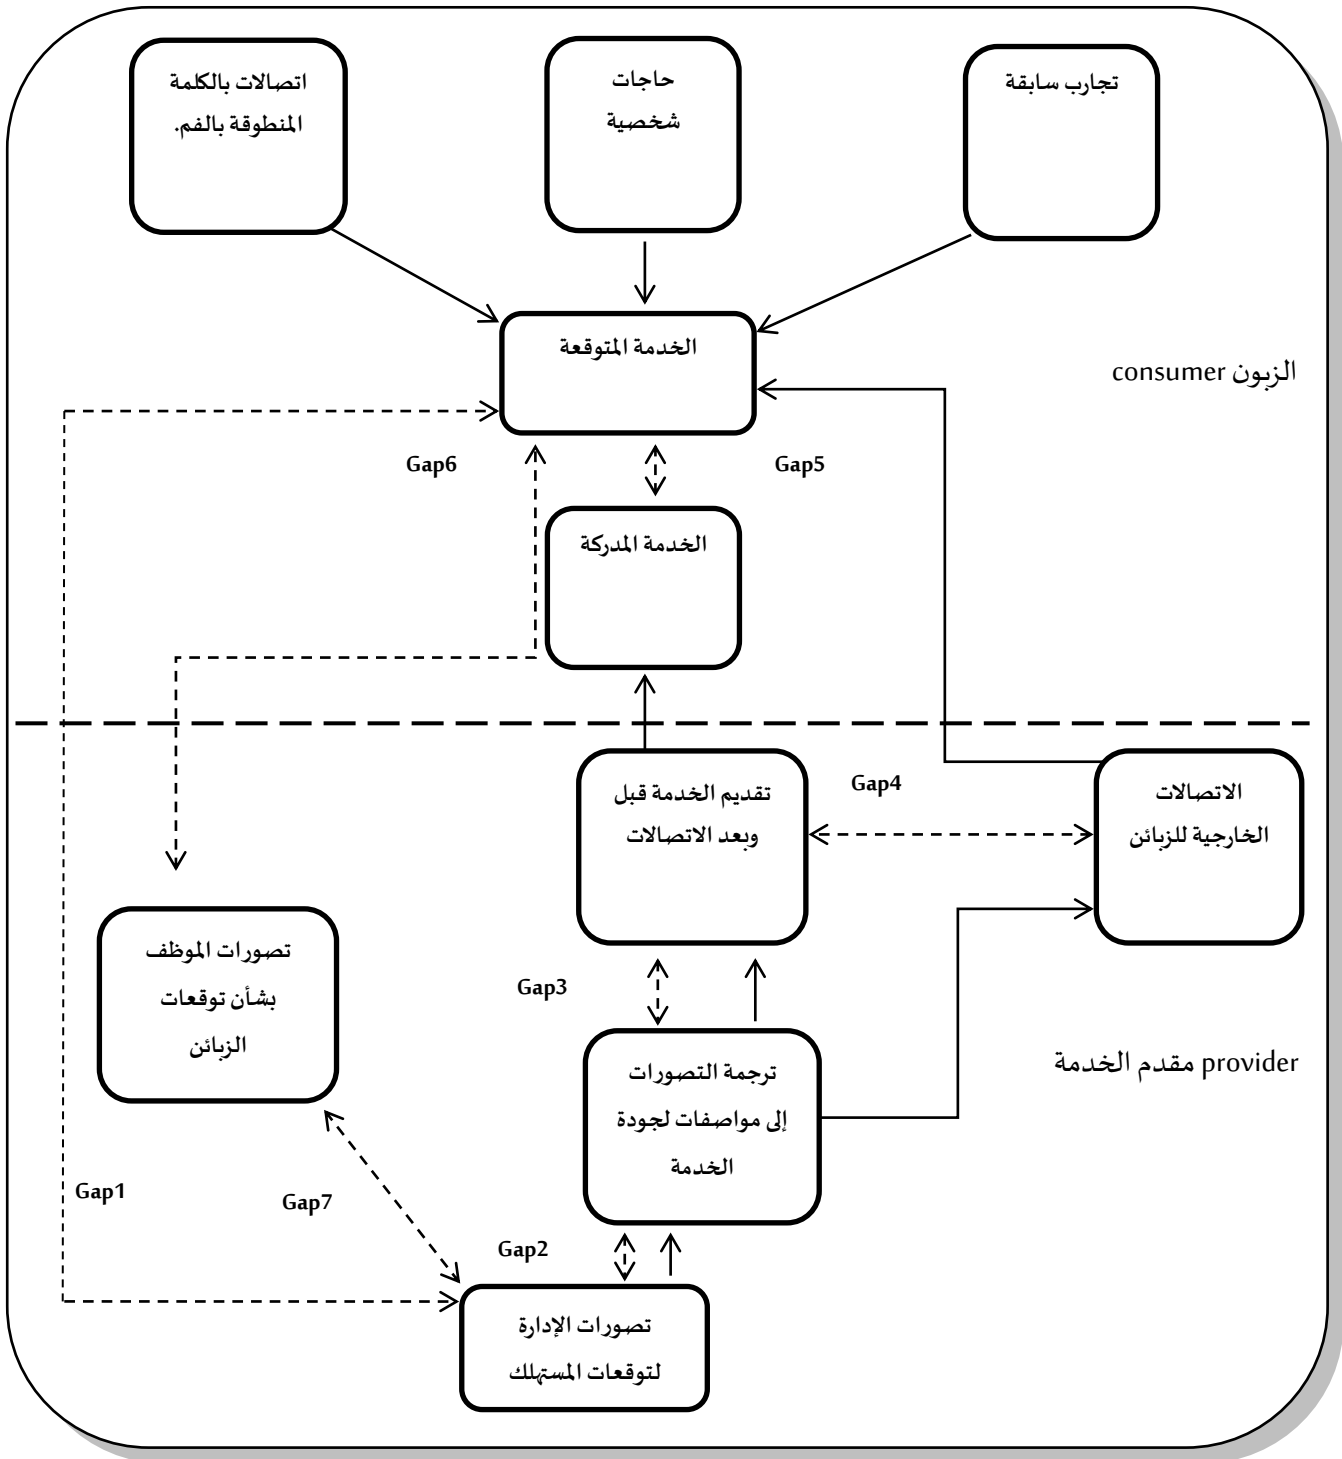 تجارب سابقة
حاجات
شخصية
اتصالات بالكلمة
المنطوقة بالفم.
الخدمة المتوقعة
الزبون consumer
Gap5
Gap6
الخدمة المدركة
الاتصالات
الخارجية للزبائن
Gap4
تقديم الخدمة قبل
وبعد الاتصالات
تصورات الموظف
بشأن توقعات
الزبائن
Gap3
provider مقدم الخدمة
ترجمة التصورات
إلى مواصفات لجودة
الخدمة
Gap1
Gap7
Gap2
تصورات الإدارة
لتوقعات المستهلك